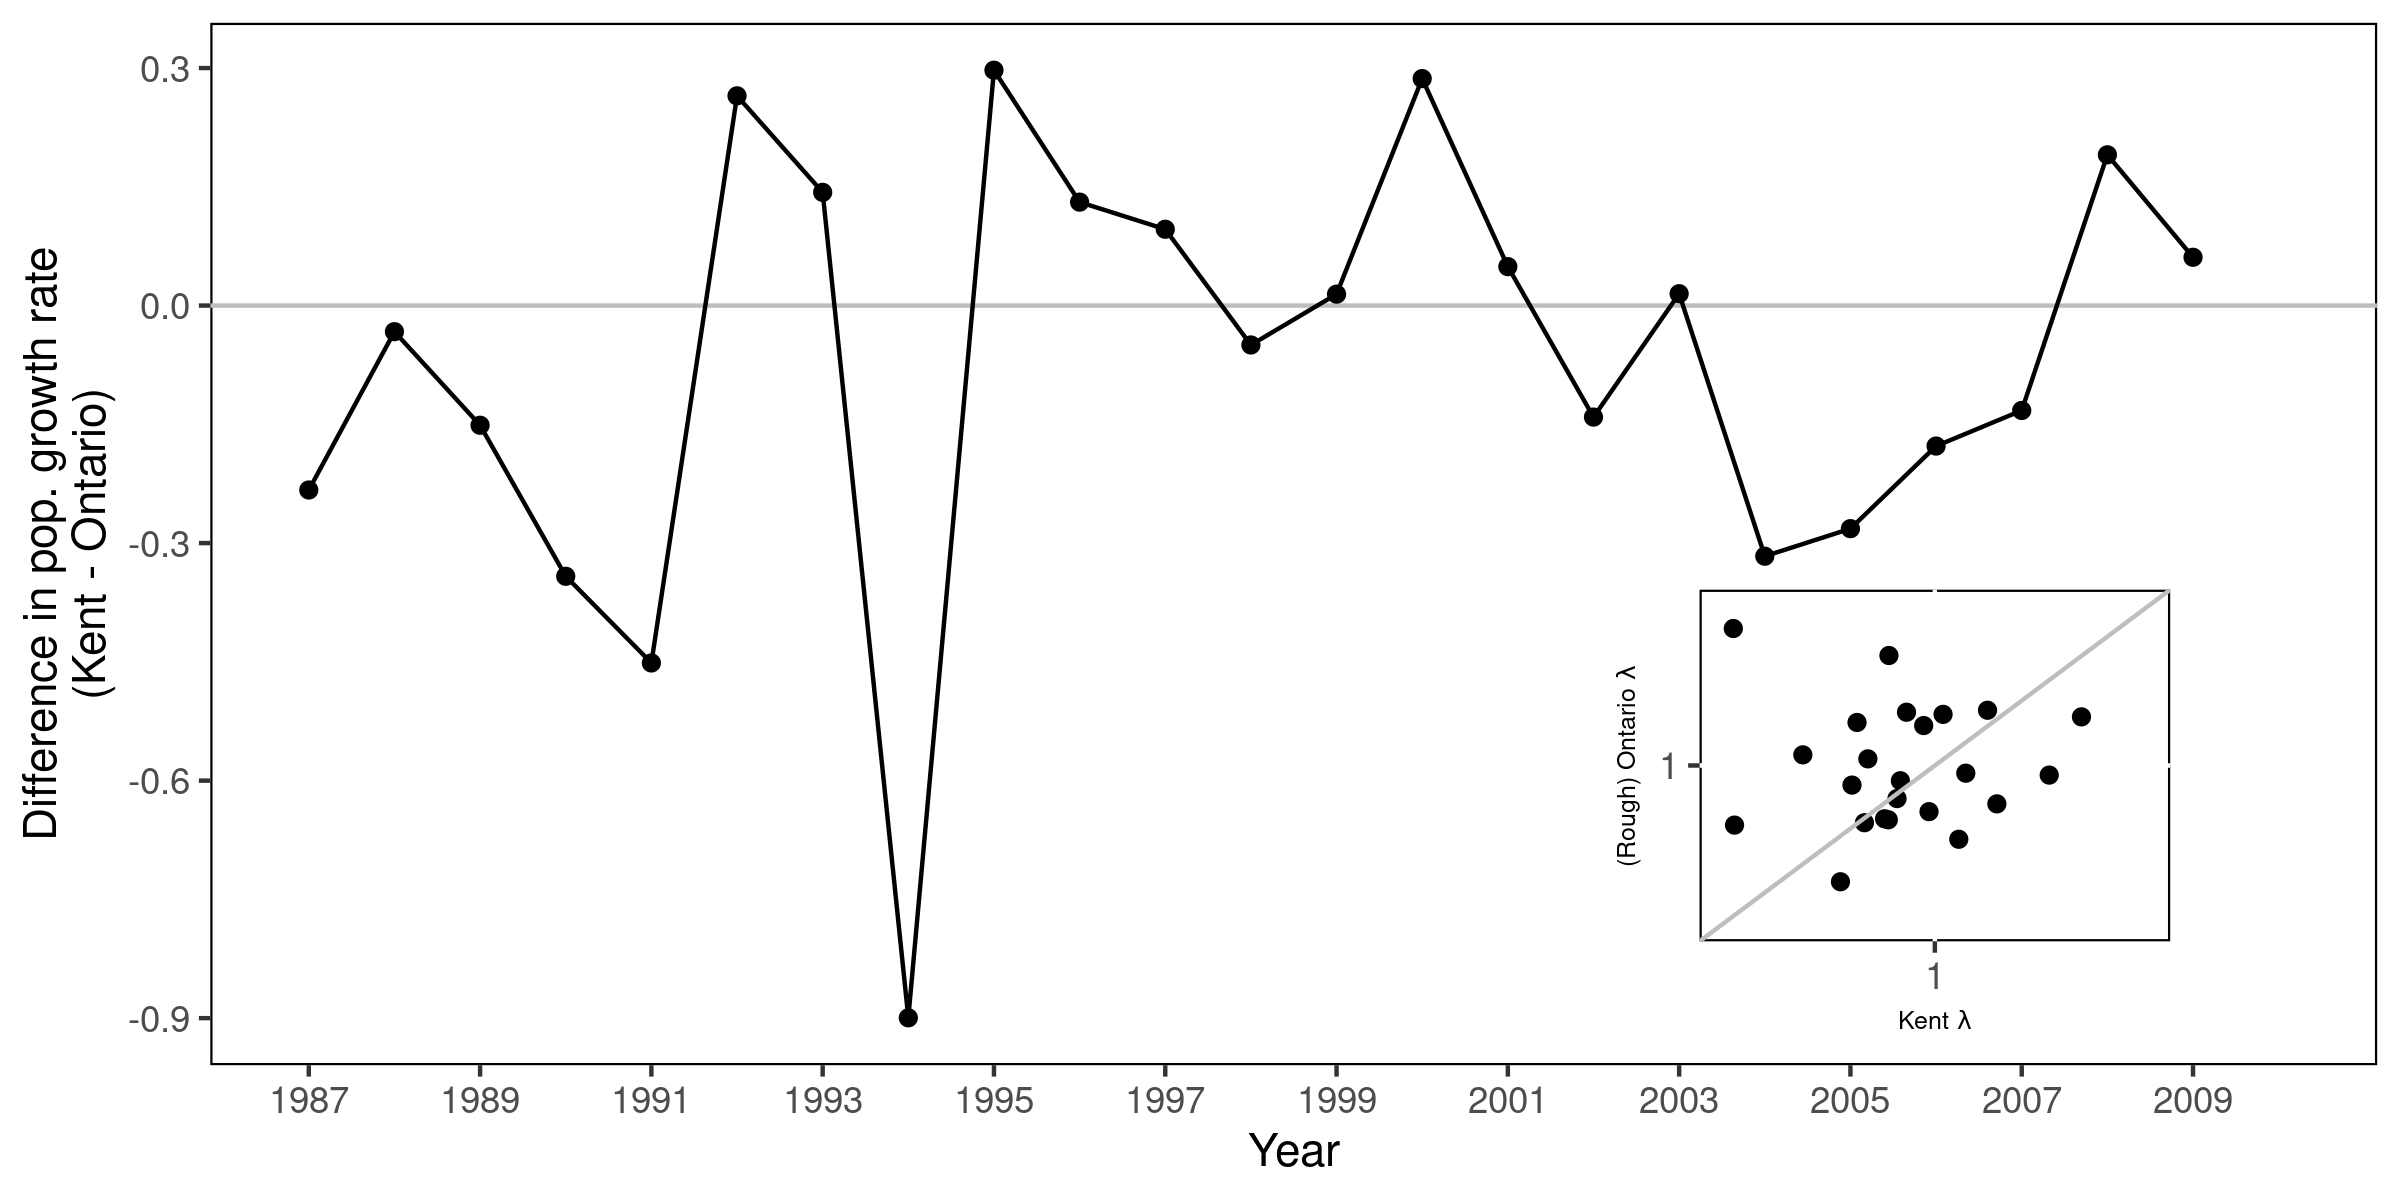 Difference in pop. growth rate
(Kent - Ontario)
0.3
0.0
-0.3
-0.6
-0.9
(Rough) Ontario λ
1
1
Kent λ
1987 1989 1991 1993 1995 1997 1999 2001 2003 2005 2007 2009
Year